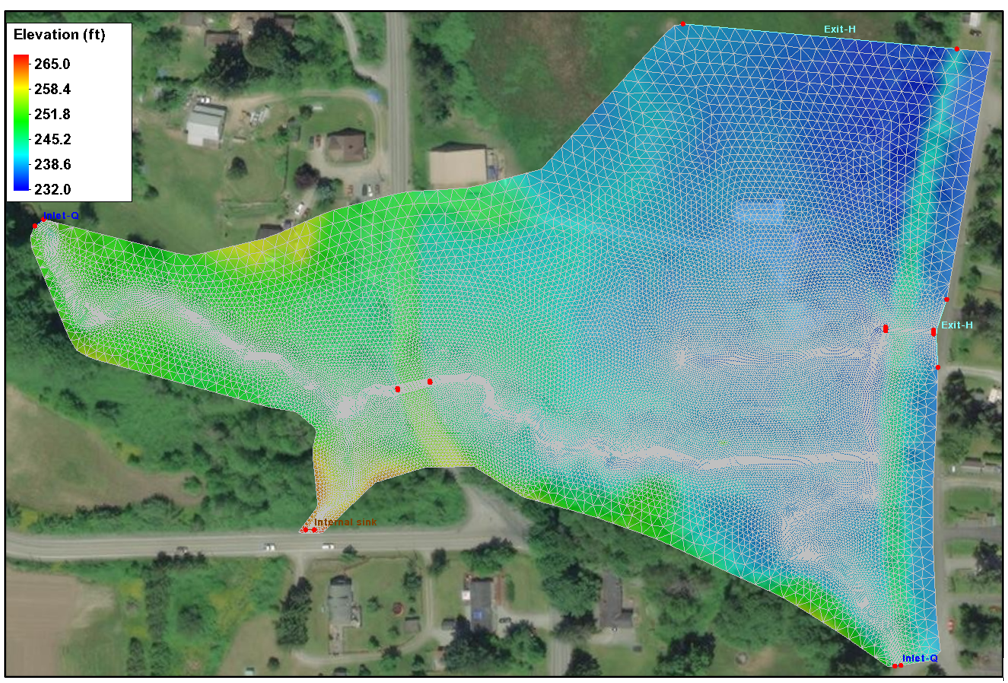 Elevation (ft)
265.0
258.4
251.8
245.2
238.6
232.0
Exit-H
Inlet-Q
Exit-H
Internal sink
Inlet-Q